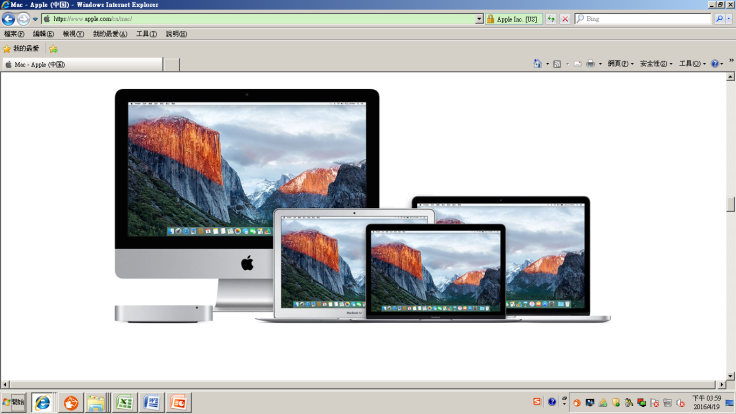 Mac - Apple (中国) - Windows Internet Explorer
https://www.apple.com/cn/mac/
Apple Inc. [US]
Bing
檔案(F) 編輯(E) 檢視(V) 我的最愛(A) 工具(T) 說明(H)
我的最愛
Mac - Apple (中国)
網頁(P) 安全性(S) 工具(O)
MacBook Air
開始
下午 03:59
2016/4/19